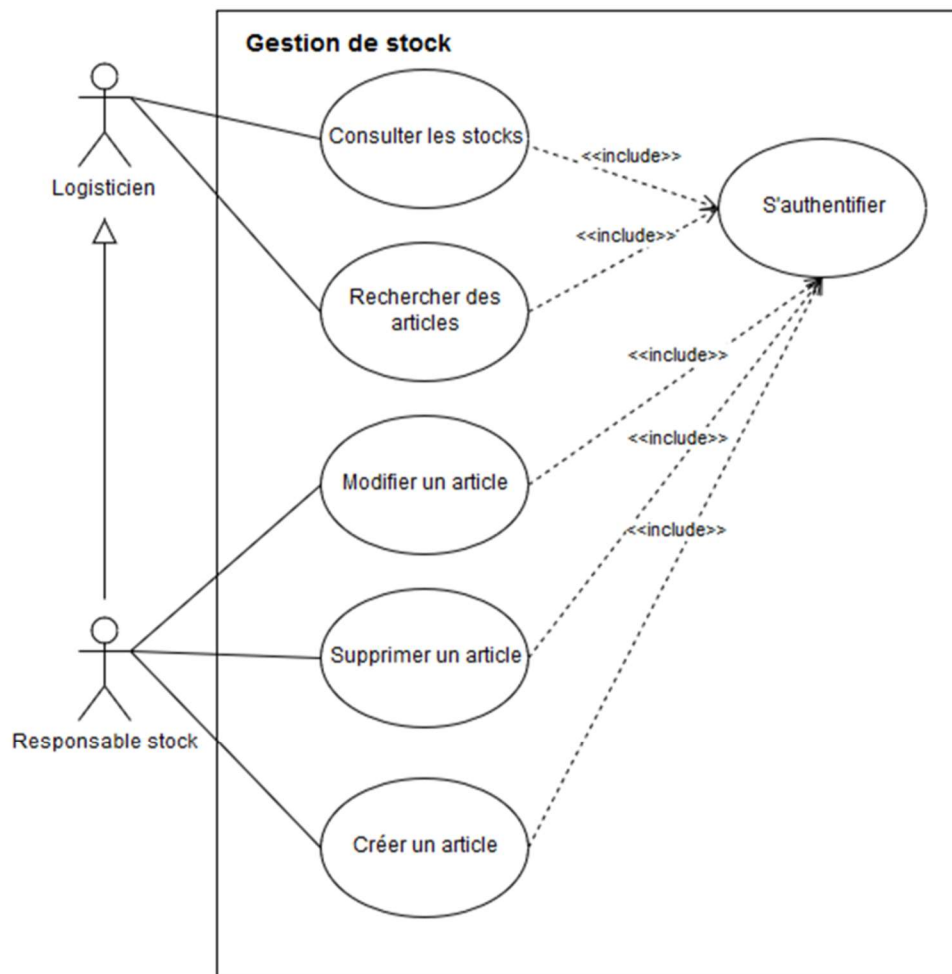 Gestion de stock
Consulter les stocks
<<include>>
S'authentifier
Logisticien
<<include>>
Rechercher des
articles
<<include>>
<<include>>
Modifier un article
<<include>>
Supprimer un article
Responsable stock
Créer un article